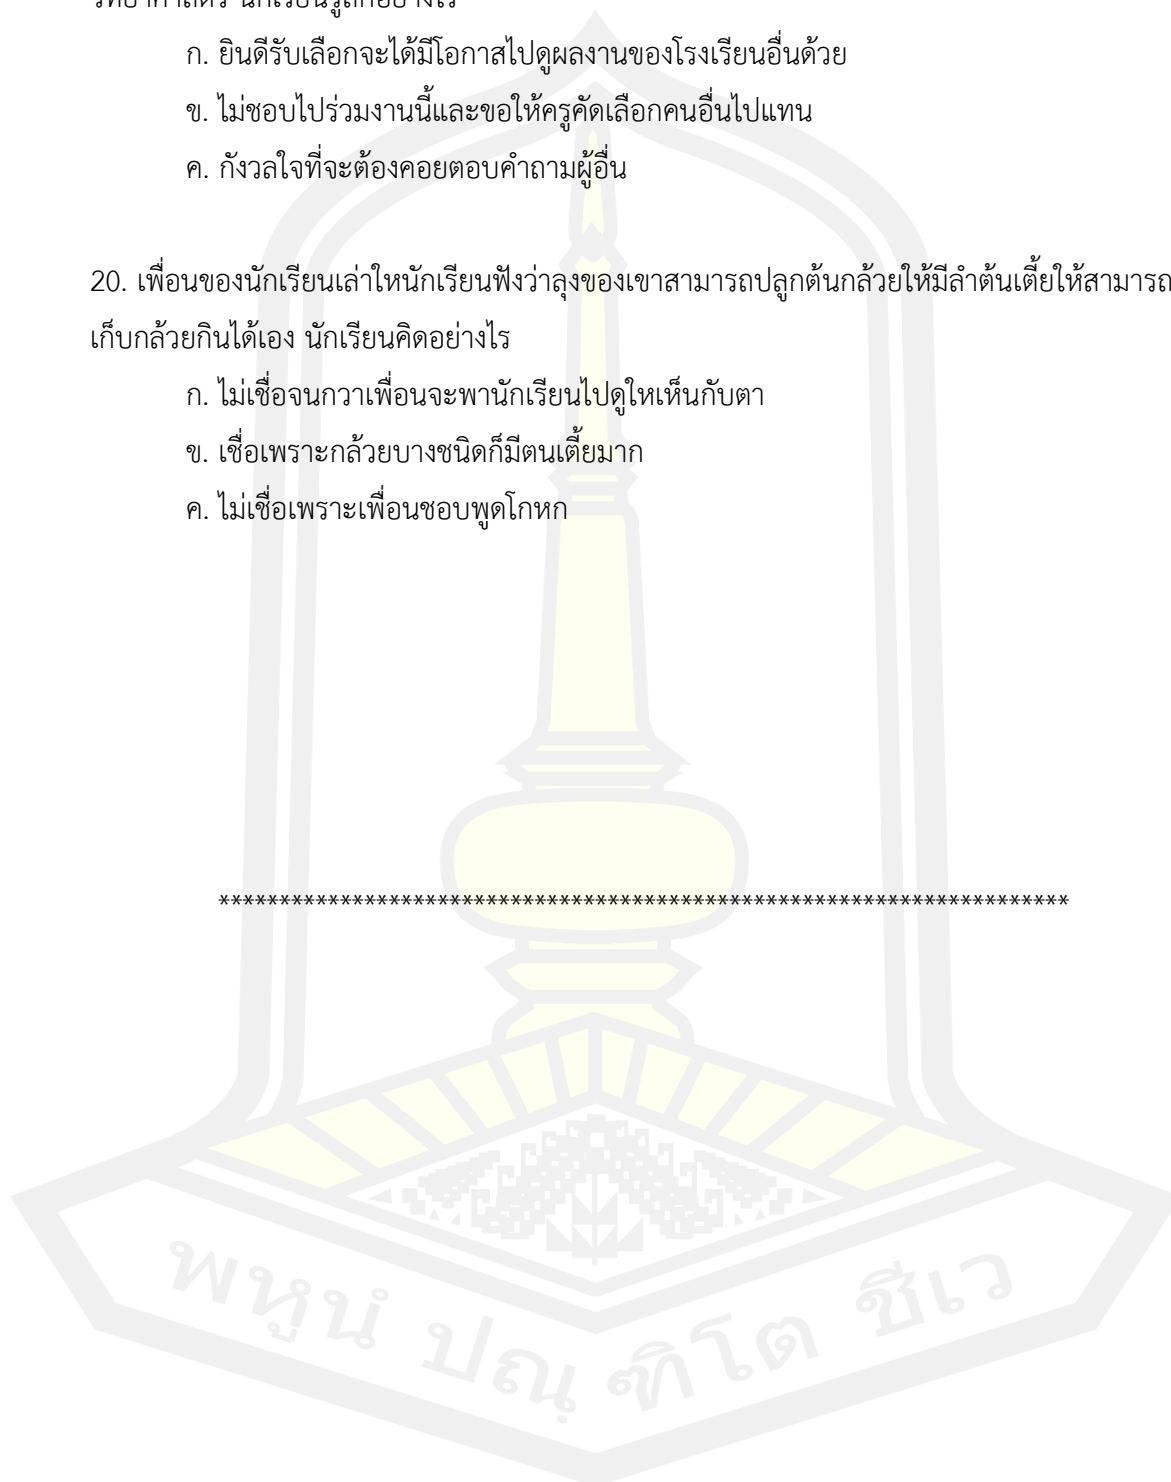 ก. ยินดีรับเลือกจะได้มีโอกาสไปดูผลงานของโรงเรียนอื่นด้วย
ข. ไม่ชอบไปร่วมงานนี้และขอให้ครูคัดเลือกคนอื่นไปแทน
ค. กังวลใจที่จะต้องคอยตอบคำถามผู้อื่น
20. เพื่อนของนักเรียนเล่าใหนักเรียนฟังว่าลุงของเขาสามารถปลูกต้นกล้วยให้มีลำต้นเตี้ยให้สามารถ
เก็บกล้วยกินได้เอง นักเรียนคิดอย่างไร
ก. ไม่เชื่อจนกวาเพื่อนจะพานักเรียนไปดูใหเห็นกับตา
ข. เชื่อเพราะกล้วยบางชนิดก็มีตนเตี้ยมาก
ค. ไม่เชื่อเพราะเพื่อนชอบพูดโกหก
**********************************************************************
พหูนํ ปณฺฑิโต ชีเว